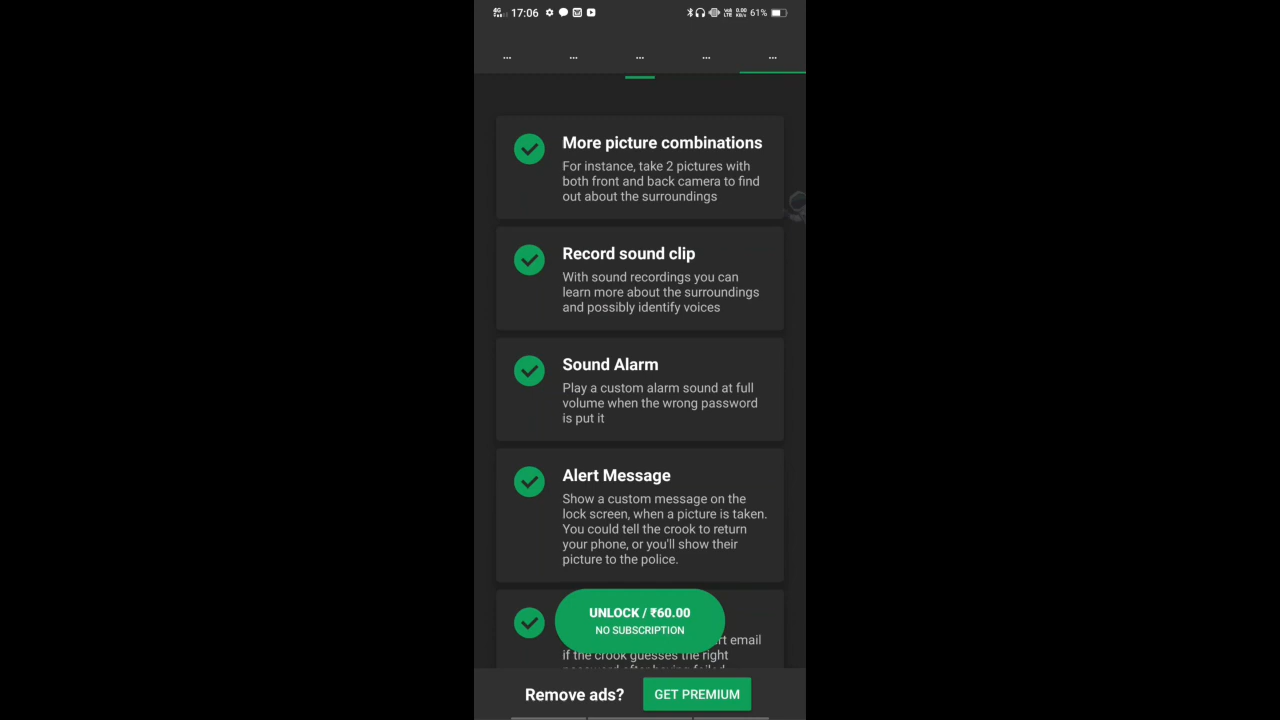 4G 17:06 61%
... ... ... ... ...
More picture combinations
For instance, take 2 pictures with
both front and back camera to find
out about the surroundings
Record sound clip
With sound recordings you can
learn more about the surroundings
and possibly identify voices
Sound Alarm
Play a custom alarm sound at full
volume when the wrong password
is put it
Alert Message
Show a custom message on the
lock screen, when a picture is taken.
You could tell the crook to return
your phone, or you'll show their
picture to the police.
UNLOCK / ₹60.00
NO SUBSCRIPTION
email
if the crook guesses the right
Remove ads?
GET PREMIUM